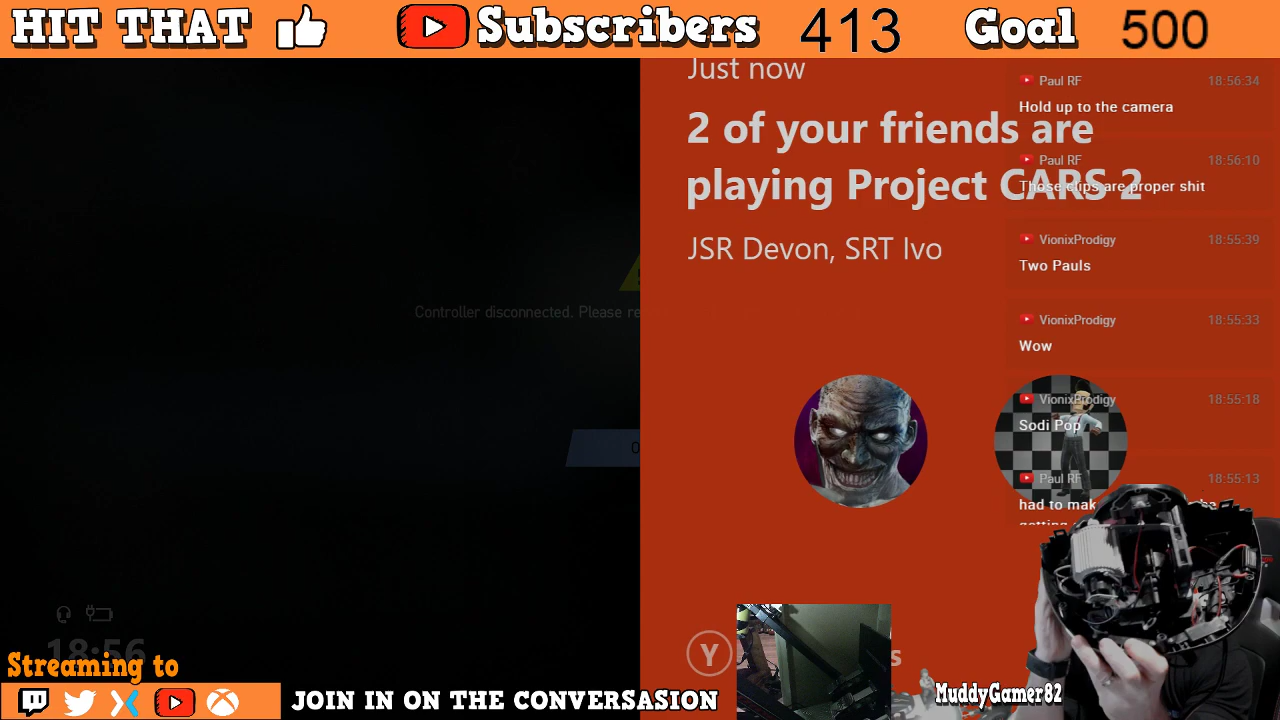 HIT THAT
Subscribers 413
Goal 500
Just now
2 of your friends are
playing Project CARS 2
JSR Devon, SRT Ivo
Controller disconnected. Please re
Paul RF 18:56:34
Hold up to the camera
Paul RF 18:56:10
Those clips are proper shit
VionixProdigy 18:55:39
Two Pauls
VionixProdigy 18:55:33
Wow
VionixProdigy 18:55:18
Sodi Pop
Paul RF 18:55:13
had to mak
Y
18:56
Streaming to
JOIN IN ON THE CONVERSASION
MuddyGamer82